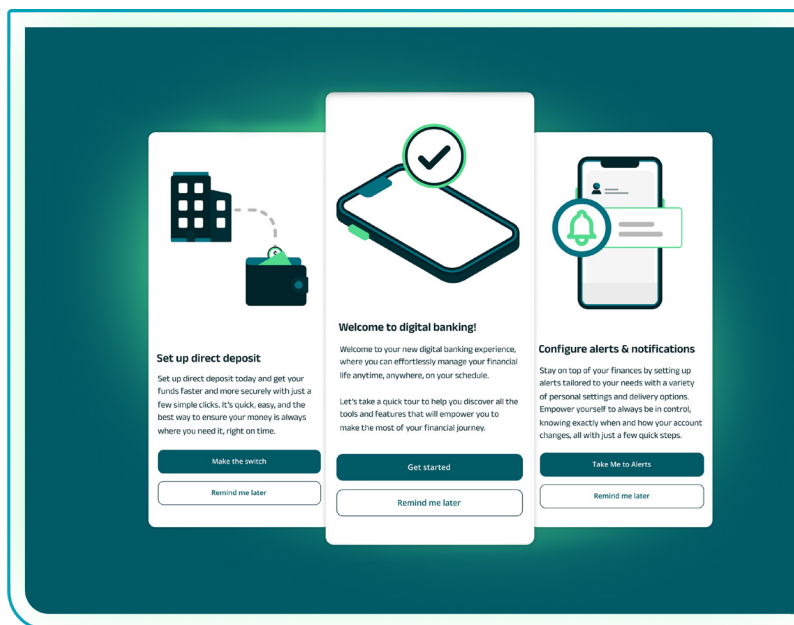 Set up direct deposit
Set up direct deposit today and get your
funds faster and more securely with just a
few simple clicks. It's quick, easy, and the
best way to ensure your money is always
where you need it, right on time.
Make the switch
Remind me later
Welcome to digital banking!
Welcome to your new digital banking experience,
where you can effortlessly manage your financial
life anytime, anywhere, on your schedule.
Let's take a quick tour to help you discover all the
tools and features that will empower you to
make the most of your financial journey.
Get started
Remind me later
Configure alerts & notifications
Stay on top of your finances by setting up
alerts tailored to your needs with a variety
of personal settings and delivery options.
Empower yourself to always be in control,
knowing exactly when and how your account
changes, all with just a few quick steps.
Take Me to Alerts
Remind me later